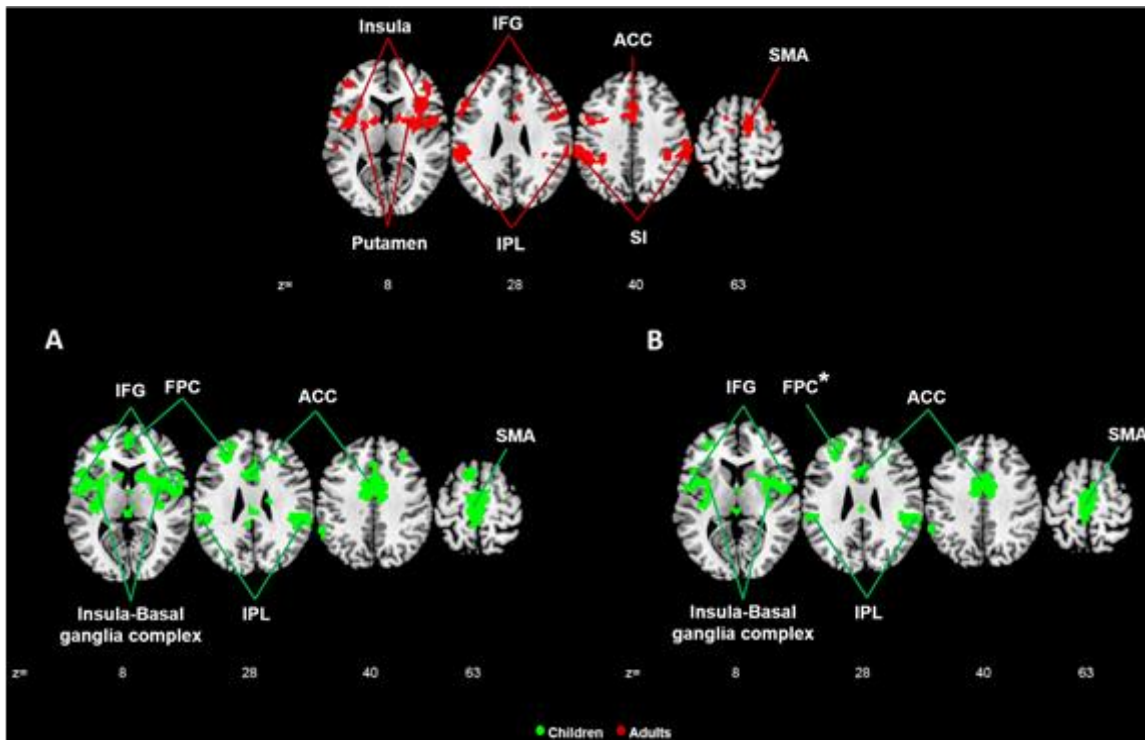 Insula IFG ACC SMA
Putamen IPL SI
z= 8 28 40 63
A
IFG FPC ACC
SMA
Insula-Basal
ganglia complex
IPL
z= 8 28 40 63
B
IFG FPC* ACC
SMA
Insula-Basal
ganglia complex
IPL
z= 8 28 40 63
Children Adults